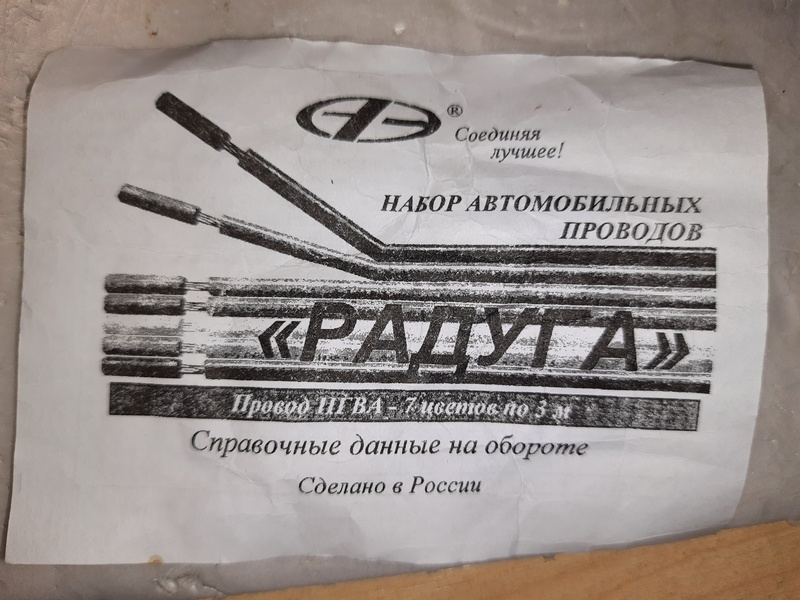 ®
Соединяя
лучшее!
НАБОР АВТОМОБИЛЬНЫХ
ПРОВОДОВ
«РАДУГА»
Провод ПГВА - 7 цветов по 3 м
Справочные данные на обороте
Сделано в России